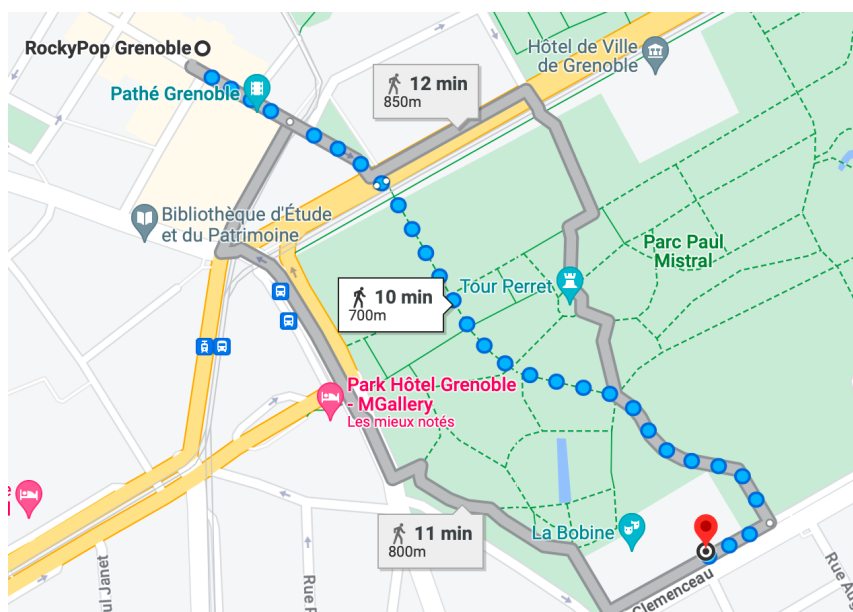 RockyPop Grenoble
Pathé Grenoble
12 min
850m
Hôtel de Ville
de Grenoble
Bibliothèque d'Étude
et du Patrimoine
Parc Paul
Mistral
Tour Perret
10 min
700m
Park Hôtel Grenoble
- MGallery
Les mieux notés
11 min
800m
La Bobine
Clemenceau
ul Janet
Rue
Rue